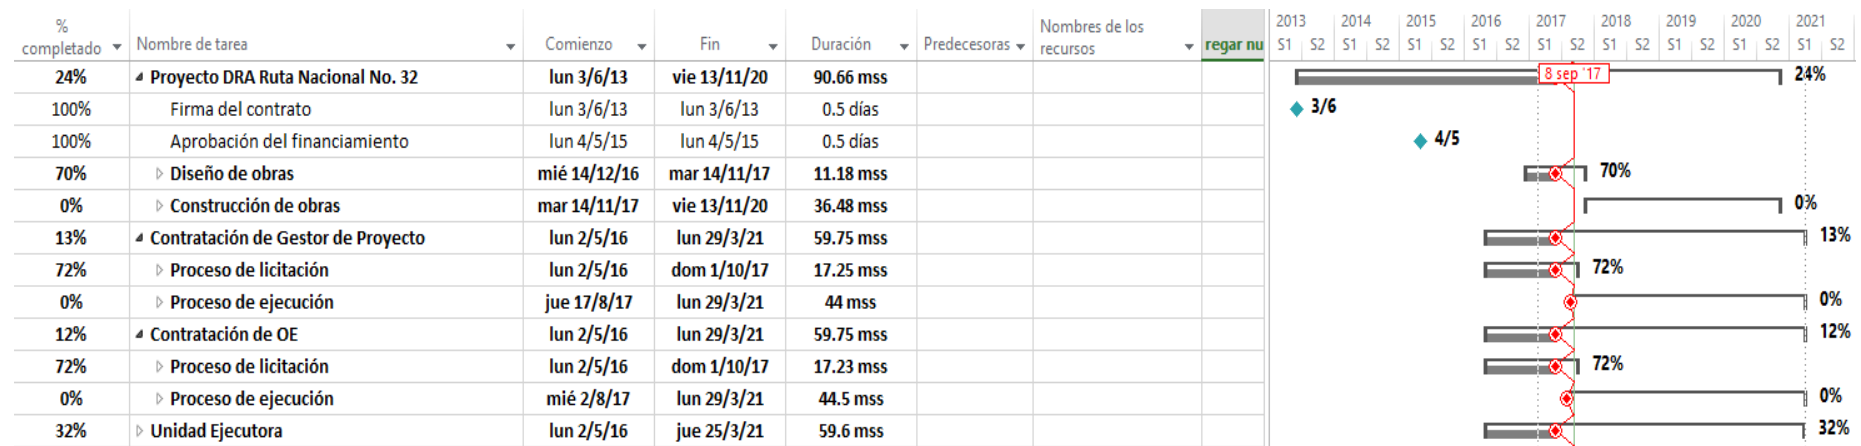 % completado Nombre de tarea Comienzo Fin Duración Predecesoras Nombres de los recursos regar nu
2013 2014 2015 2016 2017 2018 2019 2020 2021
S1 S2 S1 S2 S1 S2 S1 S2 S1 S2 S1 S2 S1 S2 S1 S2 S1 S2
24% Proyecto DRA Ruta Nacional No. 32 lun 3/6/13 vie 13/11/20 90.66 mss 8 sep '17 24%
100% Firma del contrato lun 3/6/13 lun 3/6/13 0.5 días 3/6
100% Aprobación del financiamiento lun 4/5/15 lun 4/5/15 0.5 días 4/5
70% Diseño de obras mié 14/12/16 mar 14/11/17 11.18 mss 70%
0% Construcción de obras mar 14/11/17 vie 13/11/20 36.48 mss 0%
13% Contratación de Gestor de Proyecto lun 2/5/16 lun 29/3/21 59.75 mss 13%
72% Proceso de licitación lun 2/5/16 dom 1/10/17 17.25 mss 72%
0% Proceso de ejecución jue 17/8/17 lun 29/3/21 44 mss 0%
12% Contratación de OE lun 2/5/16 lun 29/3/21 59.75 mss 12%
72% Proceso de licitación lun 2/5/16 dom 1/10/17 17.23 mss 72%
0% Proceso de ejecución mié 2/8/17 lun 29/3/21 44.5 mss 0%
32% Unidad Ejecutora lun 2/5/16 jue 25/3/21 59.6 mss 32%